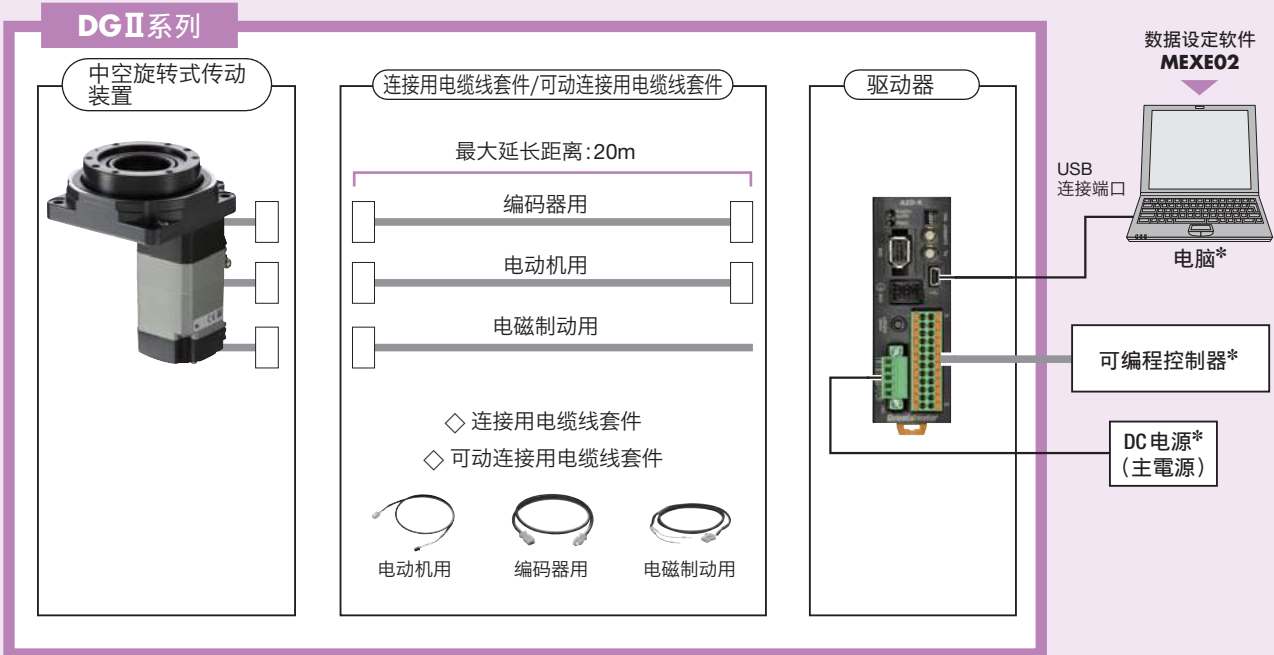 DGⅡ系列
中空旋转式传动
装置
连接用电缆线套件/可动连接用电缆线套件
最大延长距离:20m
编码器用
电动机用
电磁制动用
◇ 连接用电缆线套件
◇ 可动连接用电缆线套件
电动机用
编码器用
电磁制动用
驱动器
数据设定软件
MEXE02
USB
连接端口
电脑*
可编程控制器*
DC电源*
(主電源)